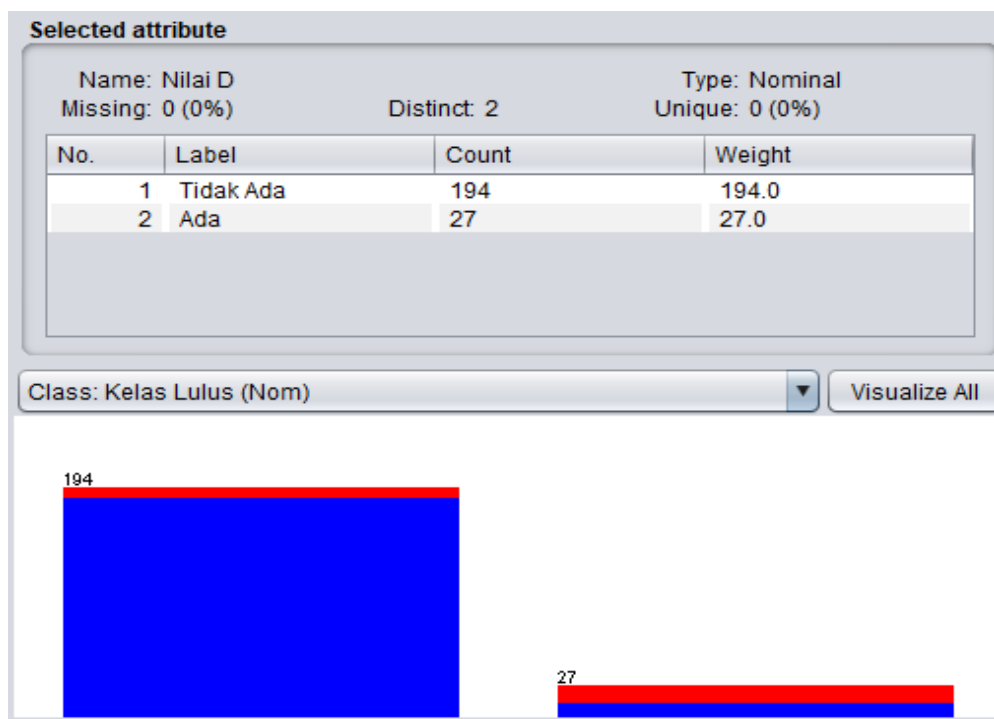 Selected attribute
Name: Nilai D Type: Nominal
Missing: 0 (0%) Distinct: 2 Unique: 0 (0%)
No. Label Count Weight
1 Tidak Ada 194 194.0
2 Ada 27 27.0
Class: Kelas Lulus (Nom) Visualize All
194
27